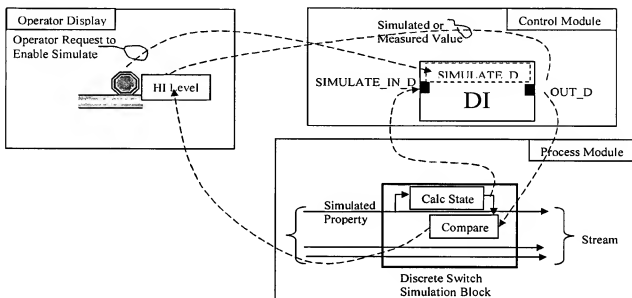 Operator Display
Operator Request to
Enable Simulate
HI Level
Simulated or
Measured Value
Control Module
SIMULATE_D
SIMULATE_IN_D
DI
OUT_D
Process Module
Simulated
Property
Calc State
Compare
Stream
Discrete Switch
Simulation Block